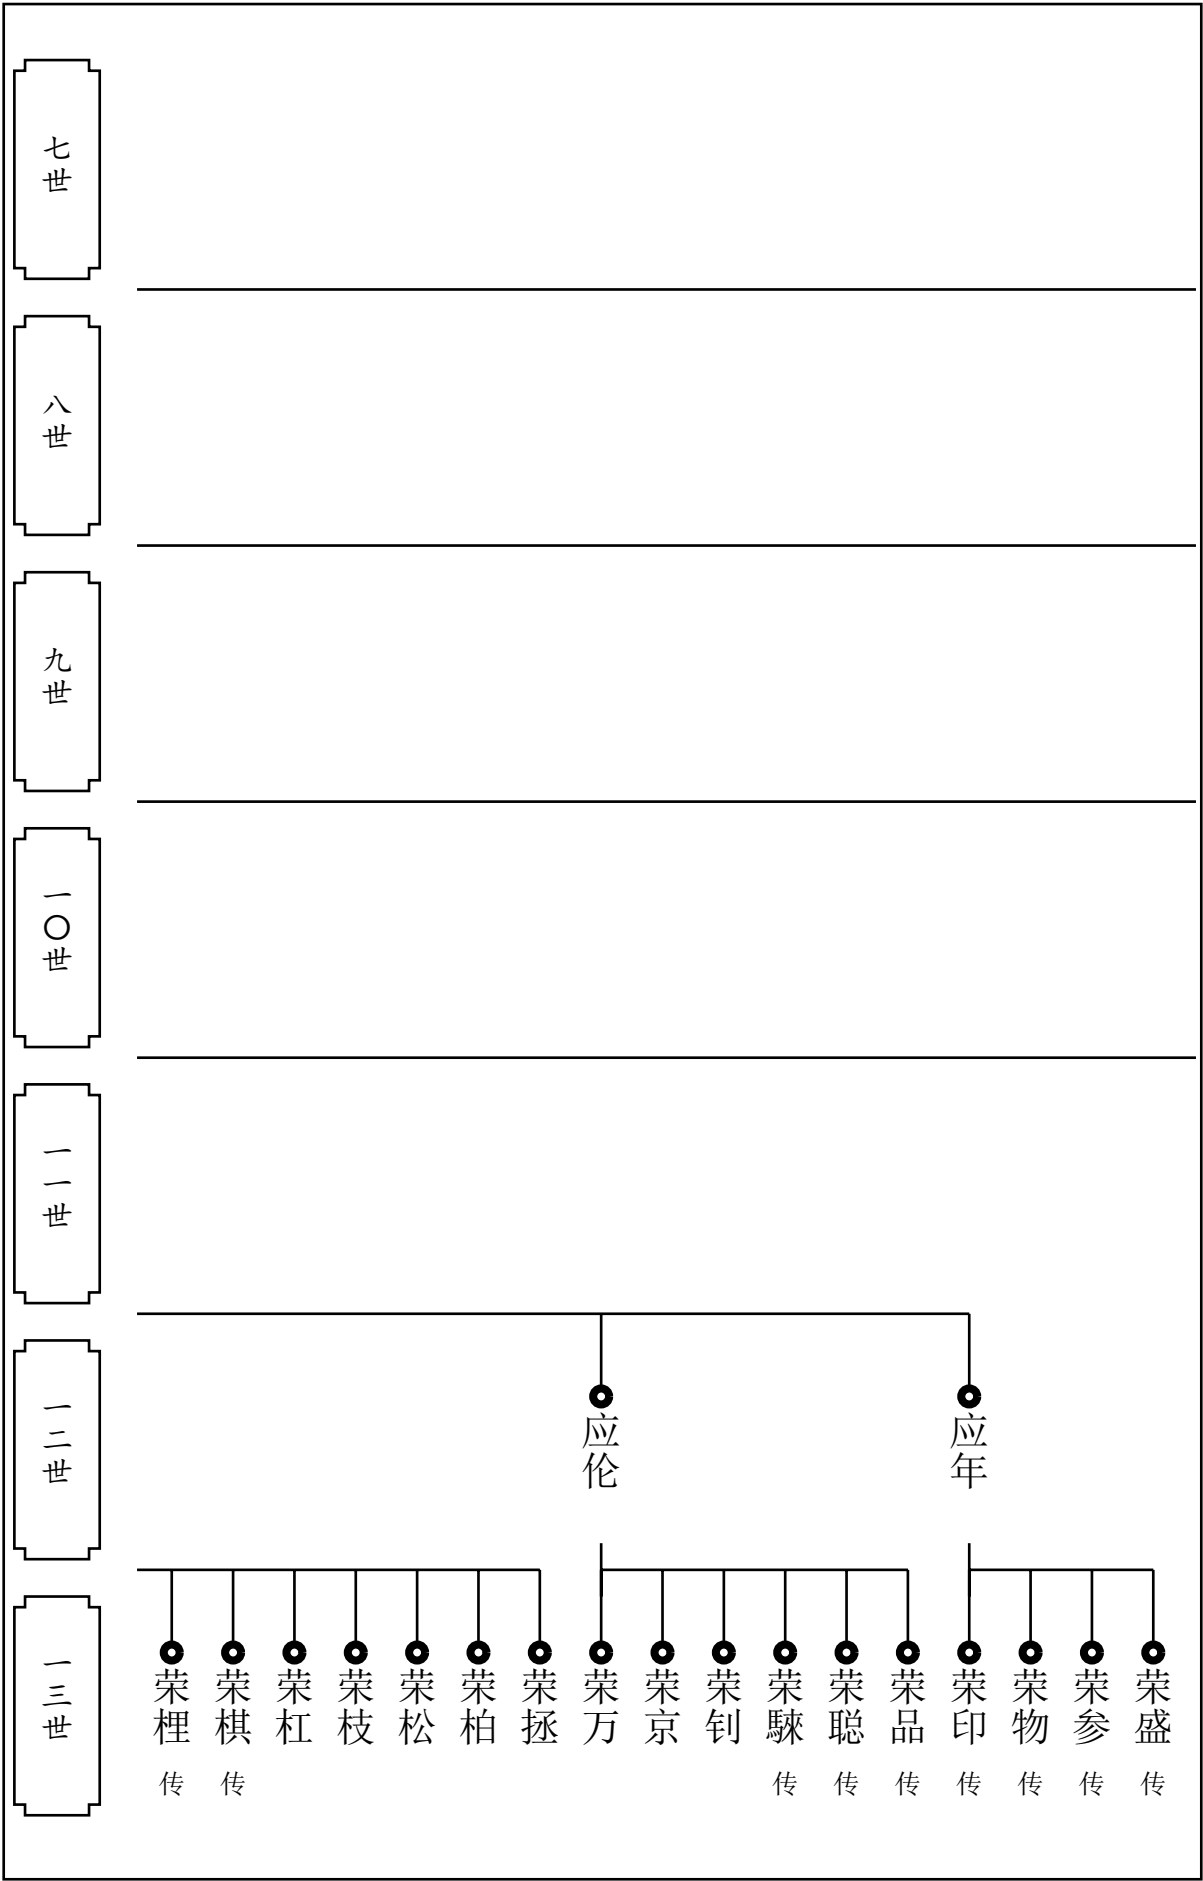 七世
八世
九世
一〇世
一一世
一二世
应伦
应年
一三世
荣梩
传
荣棋
传
荣杠
荣枝
荣松
荣柏
荣拯
荣万
荣京
荣钊
荣騋
传
荣聪
传
荣品
传
荣印
传
荣物
传
荣参
传
荣盛
传